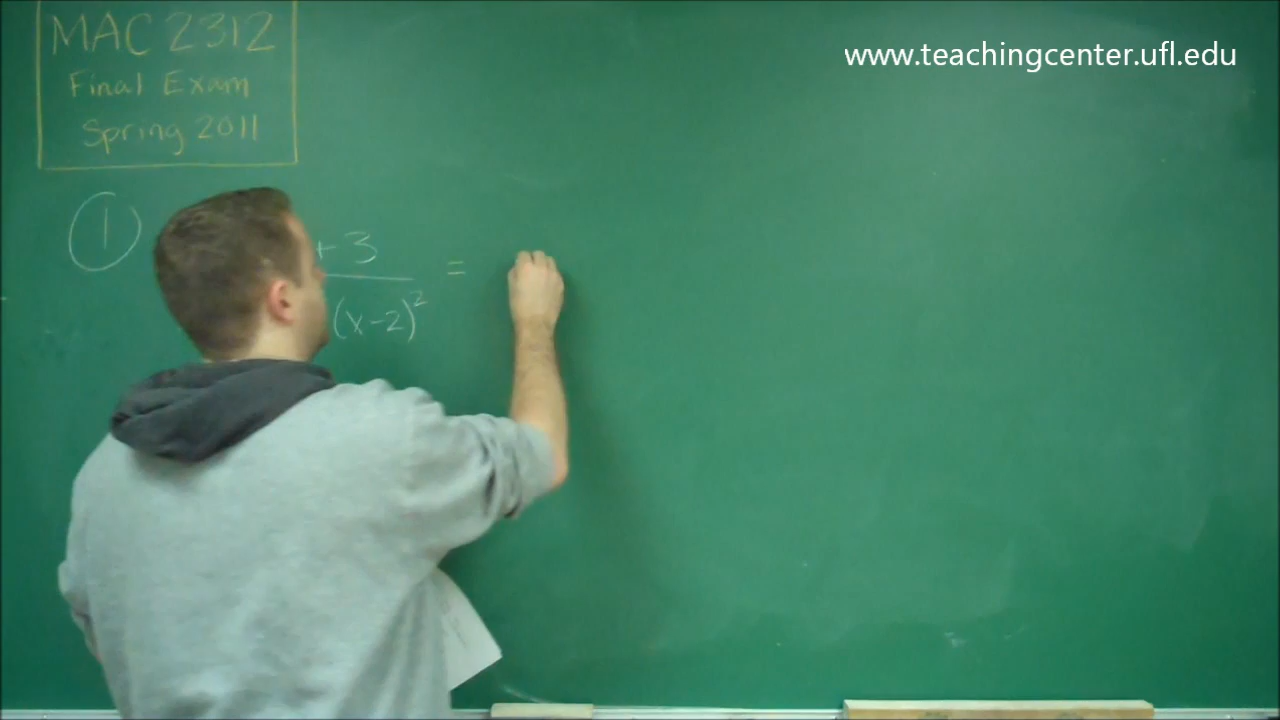 MAC 2312
Final Exam
Spring 2011
www.teachingcenter.ufl.edu
1
+ 3
=
(x-2)²